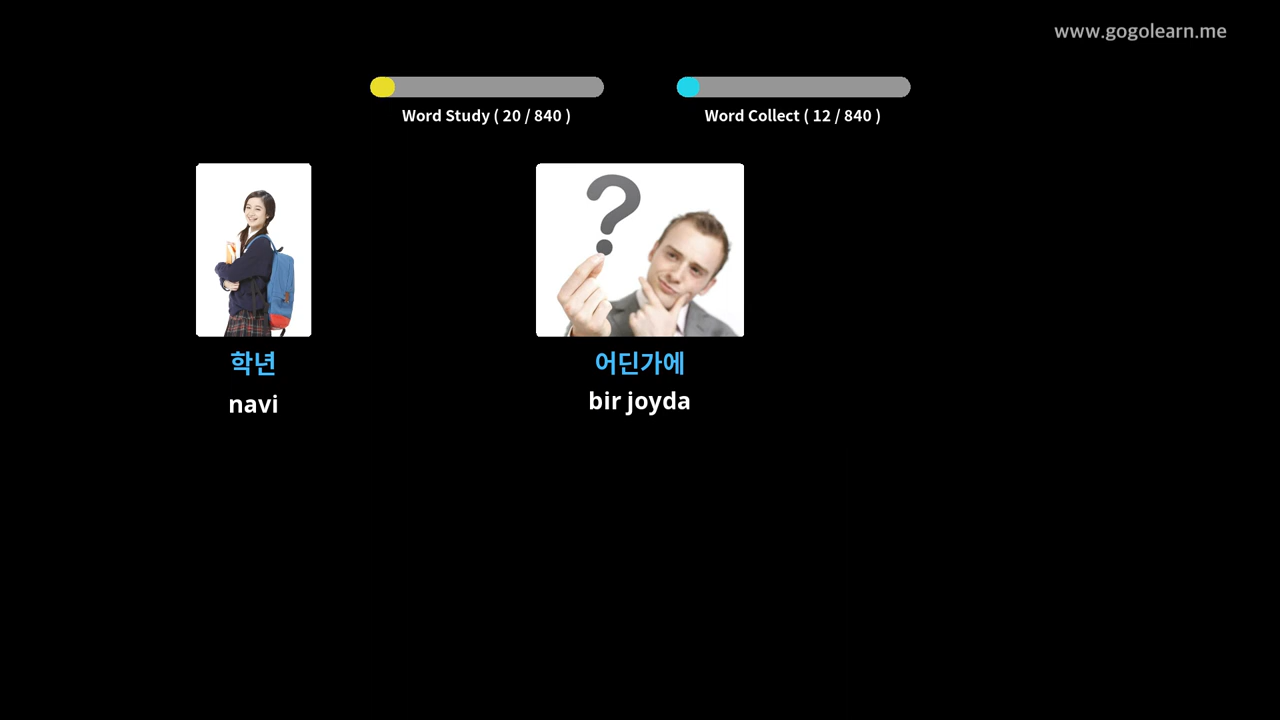 www.gogolearn.me
Word Study ( 20 / 840 )
Word Collect ( 12 / 840 )
학년
navi
어딘가에
bir joyda